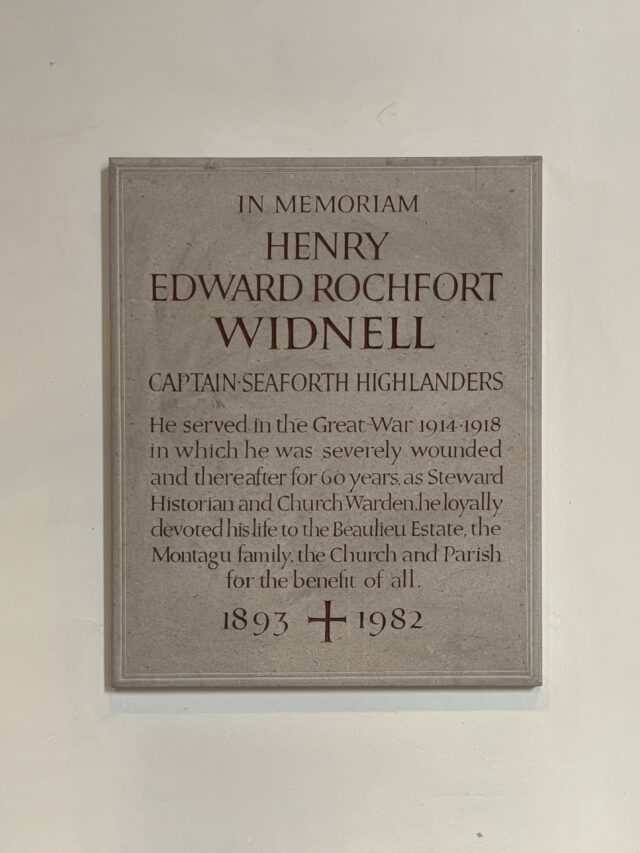 IN MEMORIAM
HENRY
EDWARD ROCHFORT
WIDNELL
CAPTAIN·SEAFORTH HIGHLANDERS
He served in the Great War 1914·1918
in which he was severely wounded
and thereafter for 60 years, as Steward
Historian and Church Warden, he loyally
devoted his life to the Beaulieu Estate, the
Montagu family, the Church and Parish
for the benefit of all.
1893 + 1982